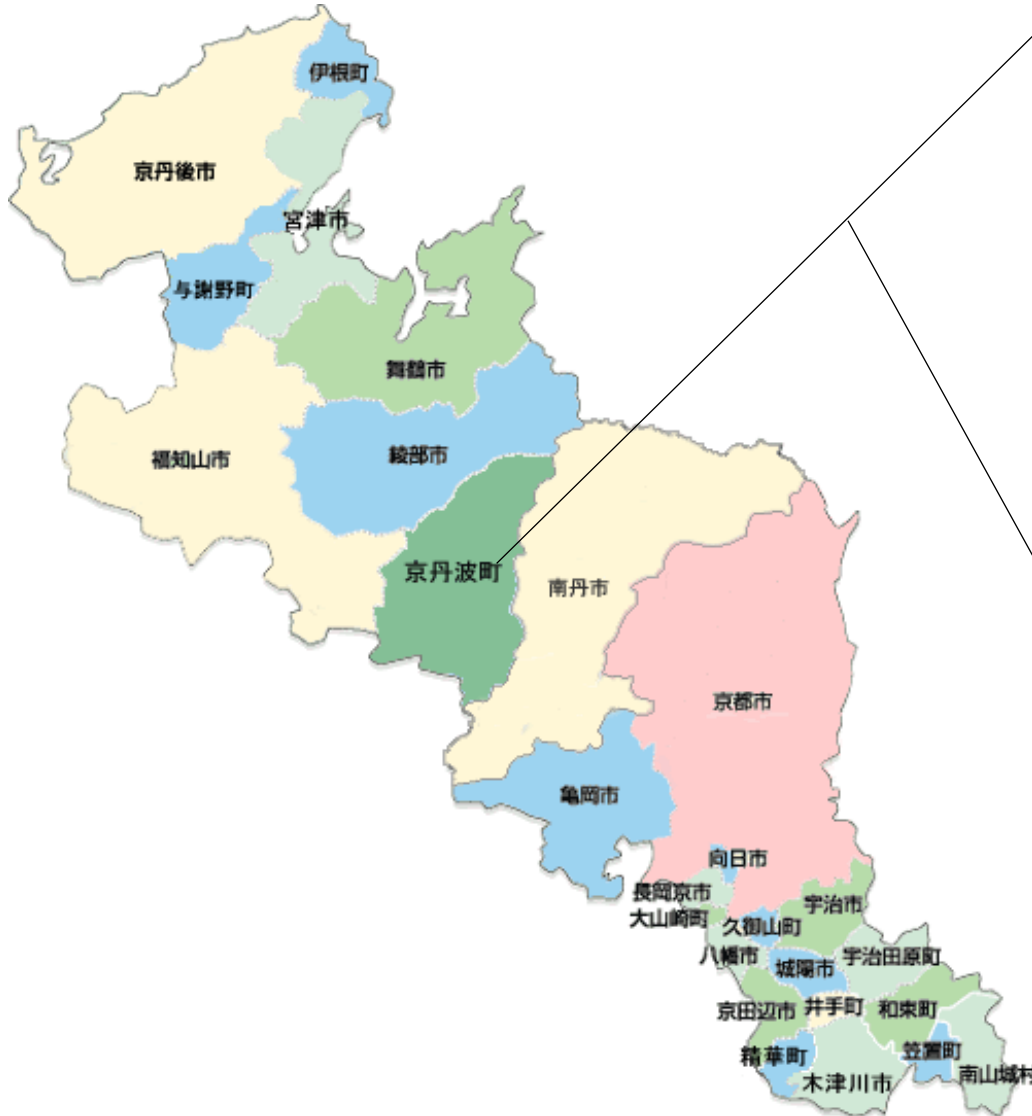 伊根町
京丹後市
宮津市
与謝野町
舞鶴市
綾部市
福知山市
京丹波町
南丹市
京都市
亀岡市
向日市
長岡京市
宇治市
大山崎町
久御山町
八幡市
宇治田原町
城陽市
京田辺市
井手町
和束町
精華町
笠置町
南山城村
木津川市